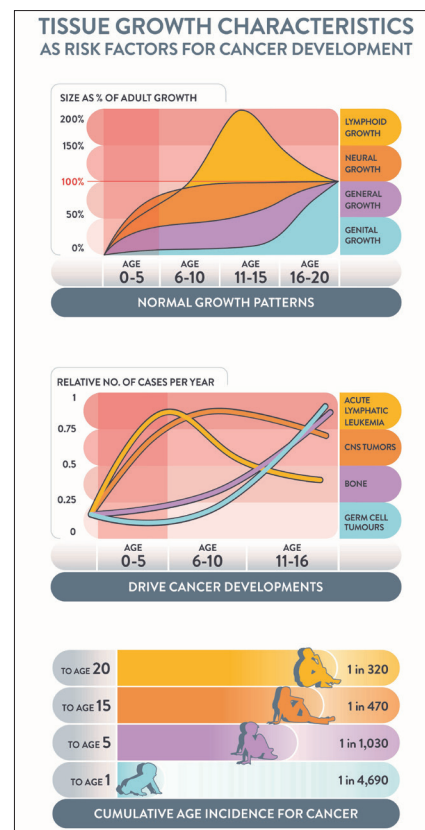 TISSUE GROWTH CHARACTERISTICS
AS RISK FACTORS FOR CANCER DEVELOPMENT
SIZE AS % OF ADULT GROWTH
200%
150%
100%
50%
0%
LYMPHOID
GROWTH
NEURAL
GROWTH
GENERAL
GROWTH
GENITAL
GROWTH
AGE
0-5
AGE
6-10
AGE
11-15
AGE
16-20
NORMAL GROWTH PATTERNS
RELATIVE NO. OF CASES PER YEAR
1
0.75
0.5
0.25
0
ACUTE
LYMPHATIC
LEUKEMIA
CNS TUMORS
BONE
GERM CELL
TUMOURS
AGE
0-5
AGE
6-10
AGE
11-16
DRIVE CANCER DEVELOPMENTS
TO AGE 20
1 in 320
TO AGE 15
1 in 470
TO AGE 5
1 in 1,030
TO AGE 1
1 in 4,690
CUMULATIVE AGE INCIDENCE FOR CANCER